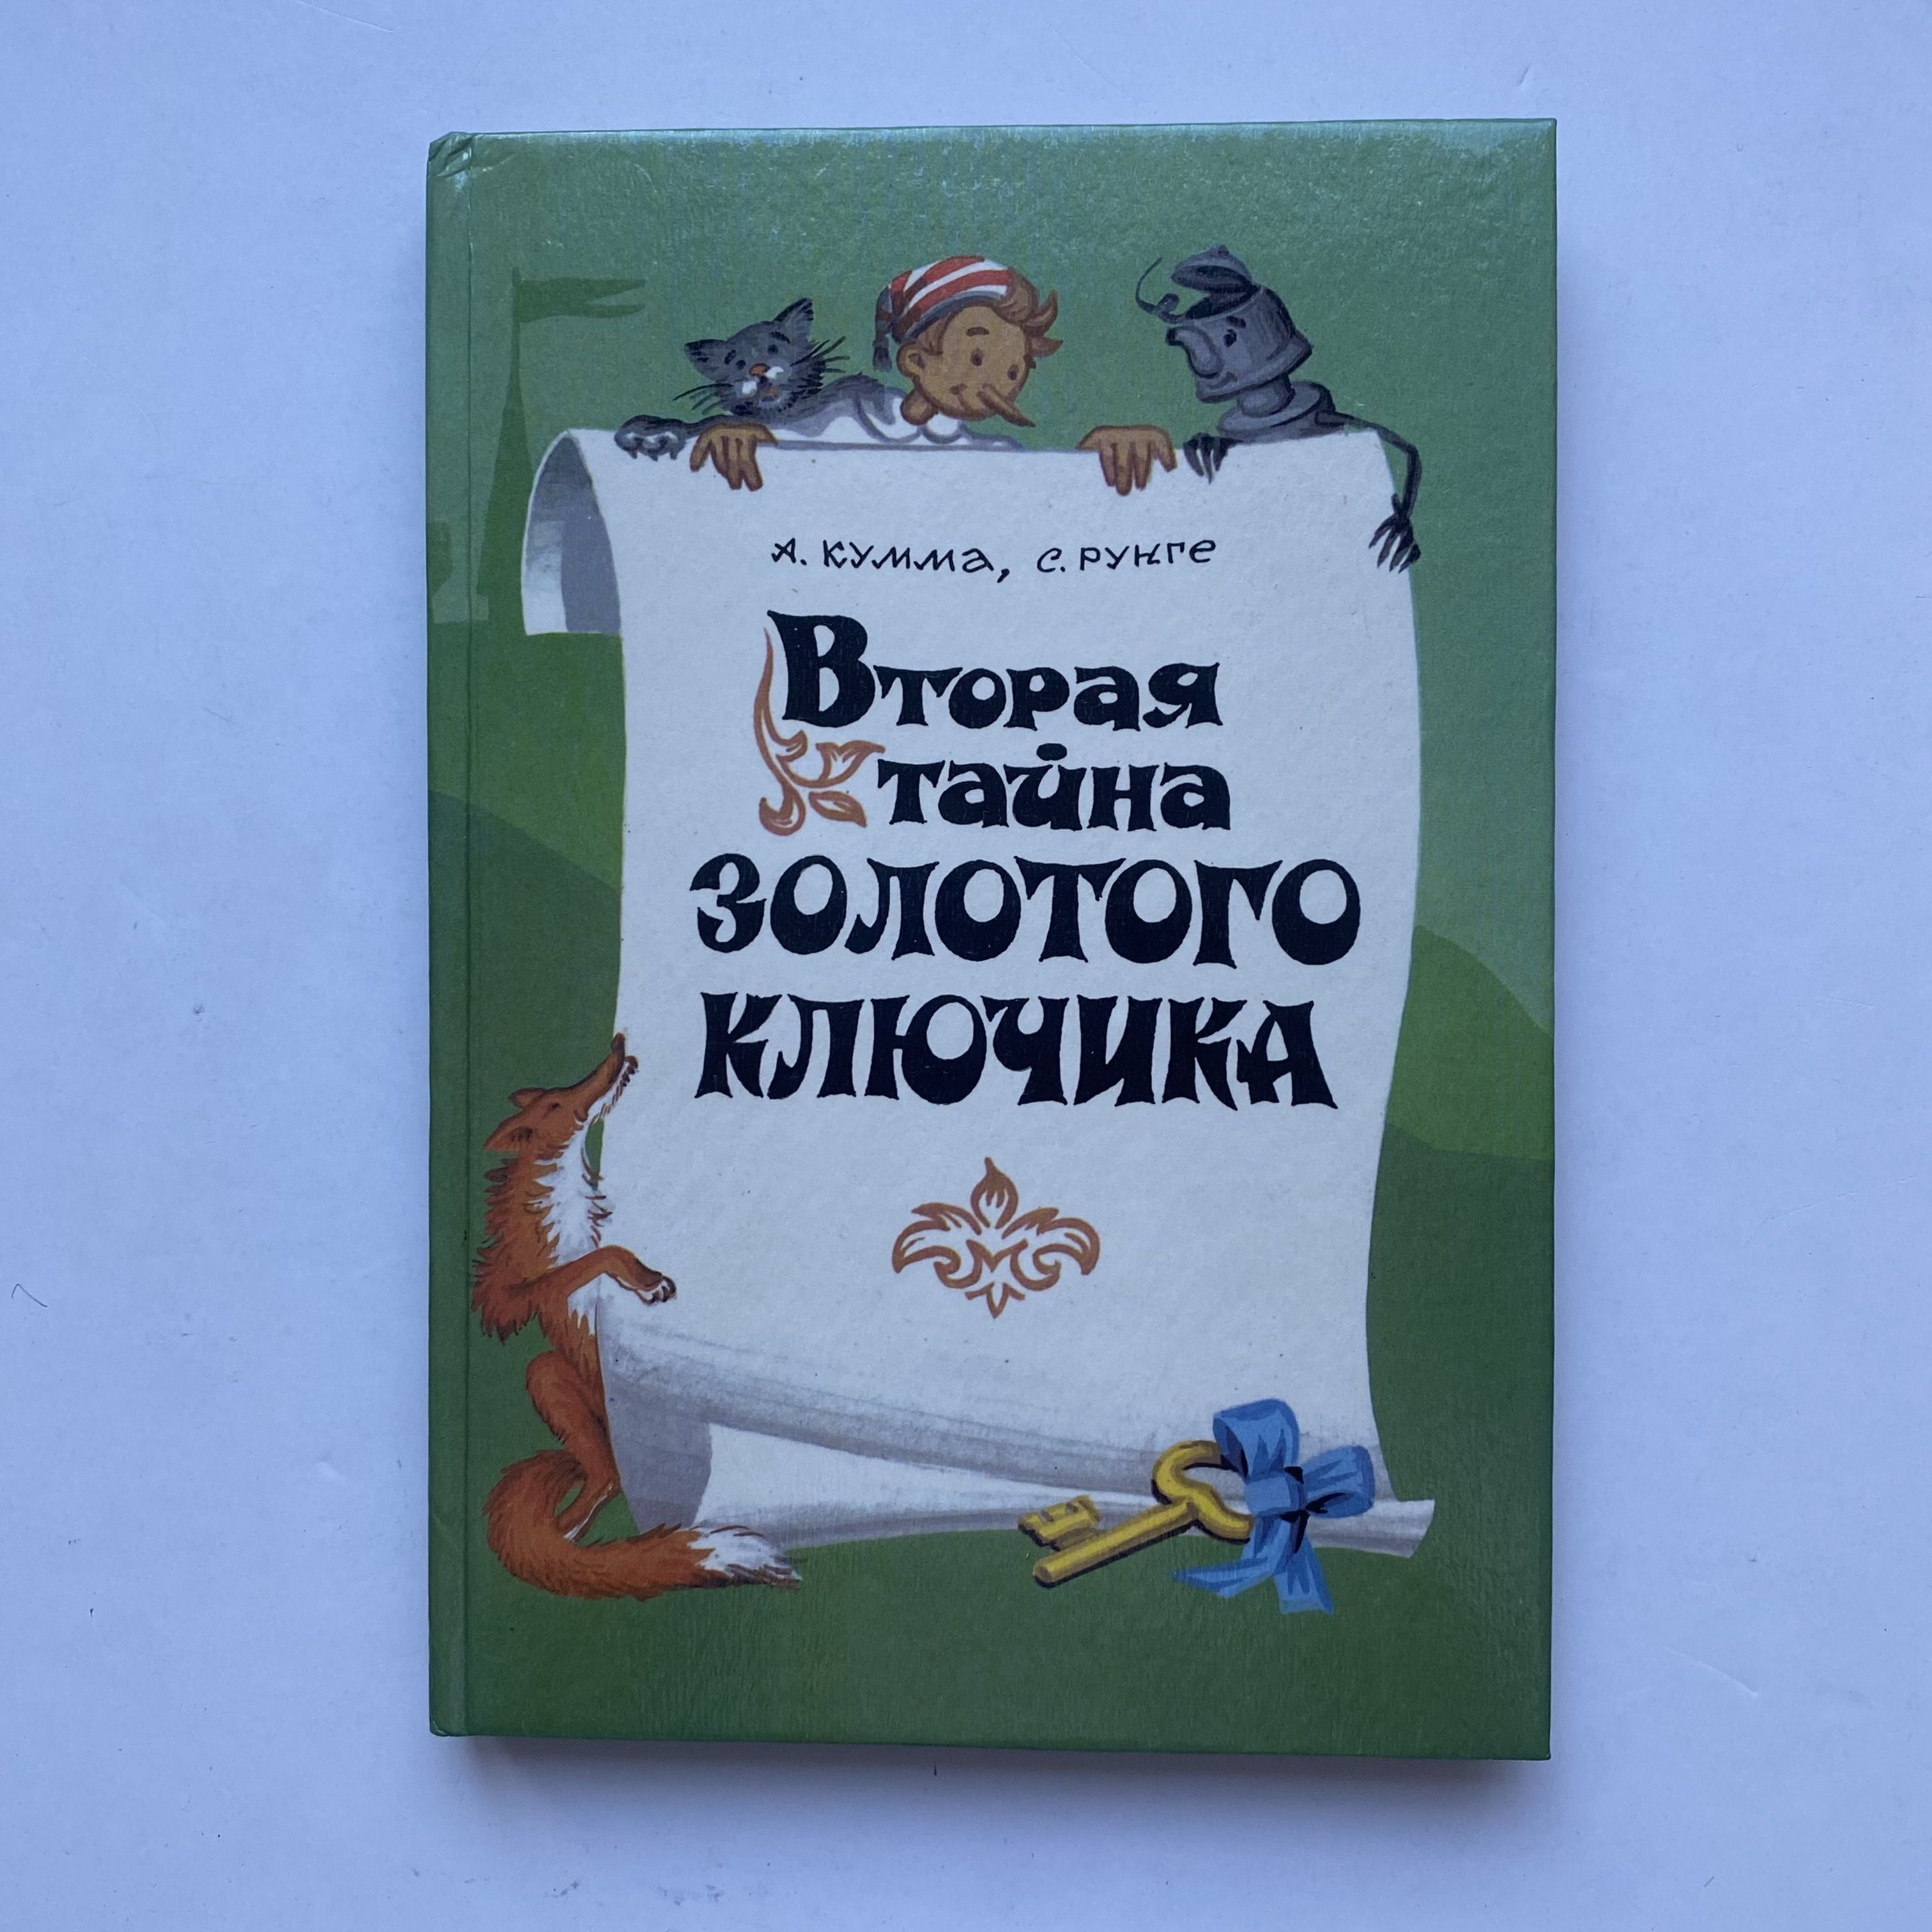 А. Кумма, С. Рунге
Вторая
тайна
золотого
ключика